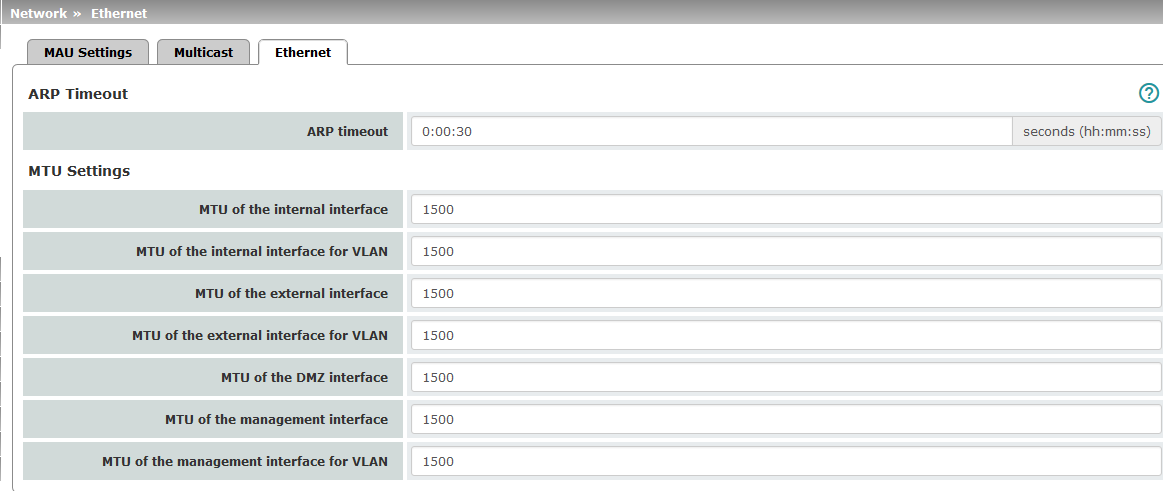 Network » Ethernet
MAU Settings Multicast Ethernet
ARP Timeout ?
ARP timeout 0:00:30 seconds (hh:mm:ss)
MTU Settings
MTU of the internal interface 1500
MTU of the internal interface for VLAN 1500
MTU of the external interface 1500
MTU of the external interface for VLAN 1500
MTU of the DMZ interface 1500
MTU of the management interface 1500
MTU of the management interface for VLAN 1500